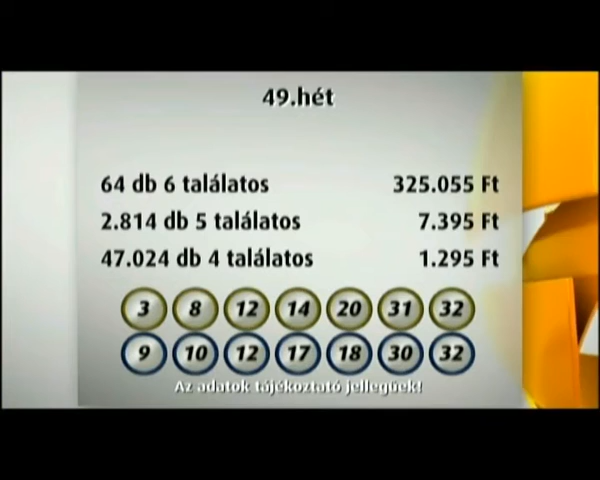 49.hét
64 db 6 találatos 325.055 Ft
2.814 db 5 találatos 7.395 Ft
47.024 db 4 találatos 1.295 Ft
3 8 12 14 20 31 32
9 10 12 17 18 30 32
Az adatok tájékoztató jellegűek!